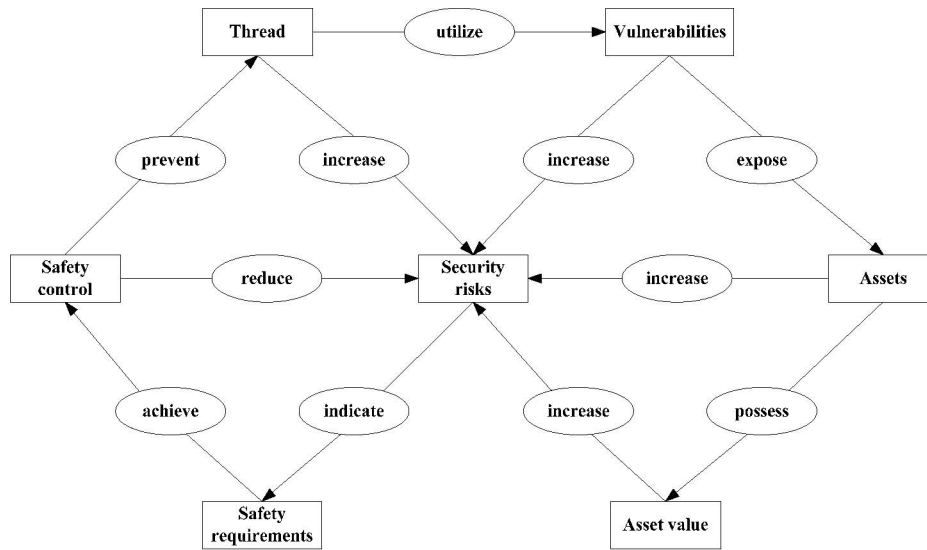 Thread
utilize
Vulnerabilities
prevent
increase
increase
expose
Safety
control
reduce
Security
risks
increase
Assets
achieve
indicate
increase
possess
Safety
requirements
Asset value